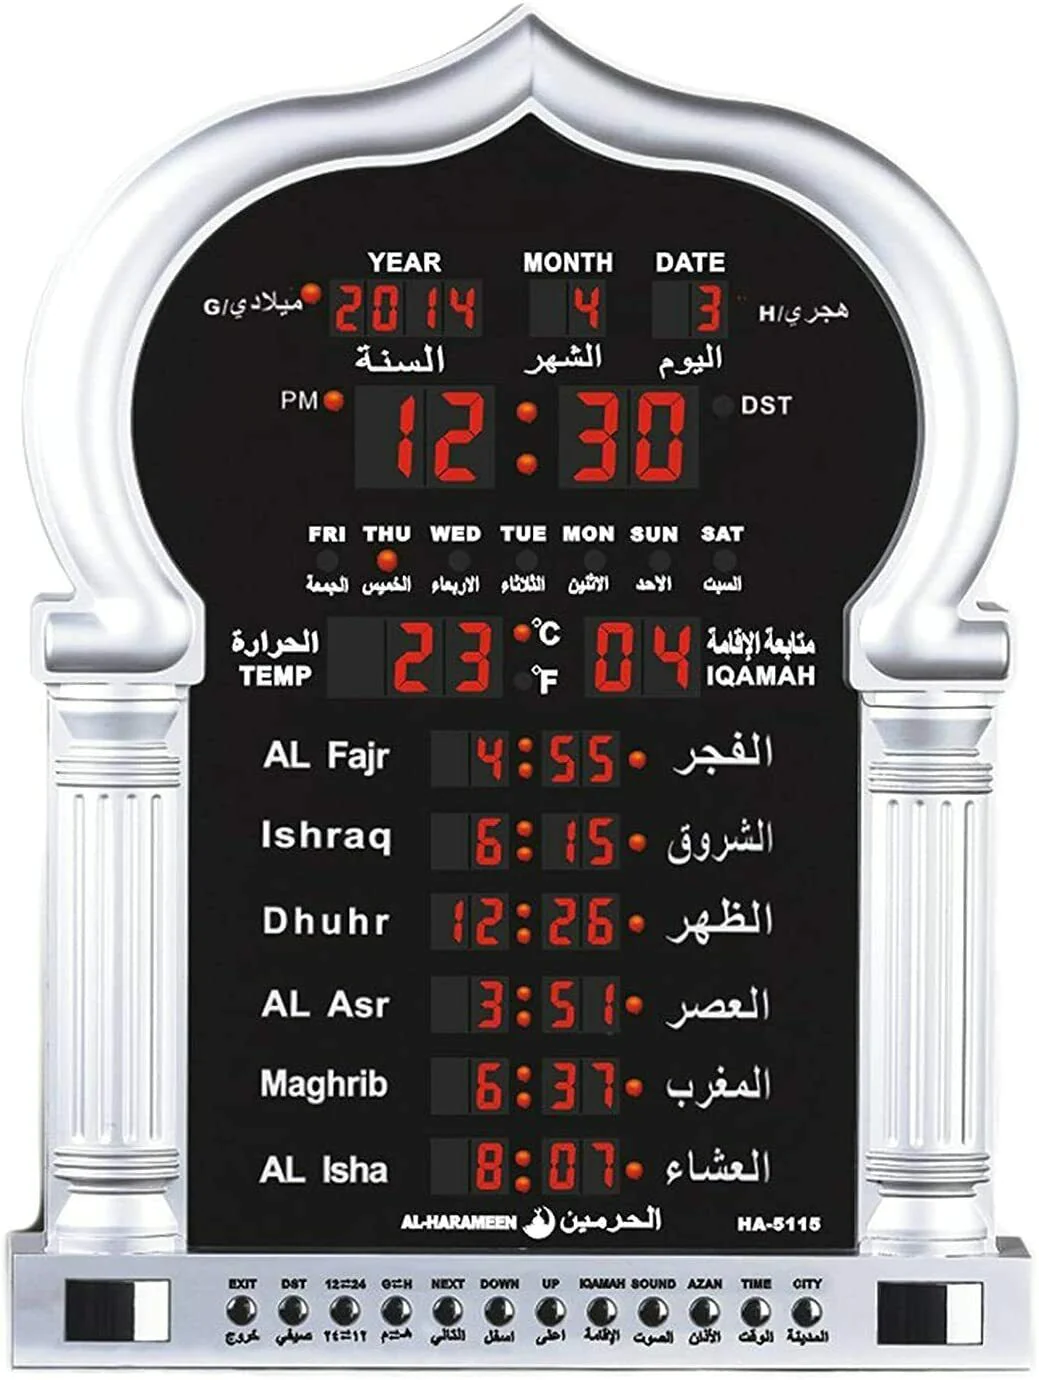 YEAR MONTH DATE
G/ميلادي 2014 4 3 هجري/H
السنة الشهر اليوم
PM 12:30 DST
FRI THU WED TUE MON SUN SAT
الجمعة الخميس الاربعاء الثلاثاء الاثنين الاحد السبت
الحرارة 23 °C 04 متابعة الإقامة
TEMP °F IQAMAH
AL Fajr 4:55 الفجر
Ishraq 6:15 الشروق
Dhuhr 12:26 الظهر
AL Asr 3:51 العصر
Maghrib 6:37 المغرب
AL Isha 8:07 العشاء
AL-HARAMEEN الحرمين HA-5115
EXIT DST 12⇄24 G⇄H NEXT DOWN UP IQAMAH SOUND AZAN TIME CITY
خروج صيفي ٢٤⇄١٢ هـ⇄م التالي اسفل اعلى الإقامة الصوت الأذان الوقت المدينة